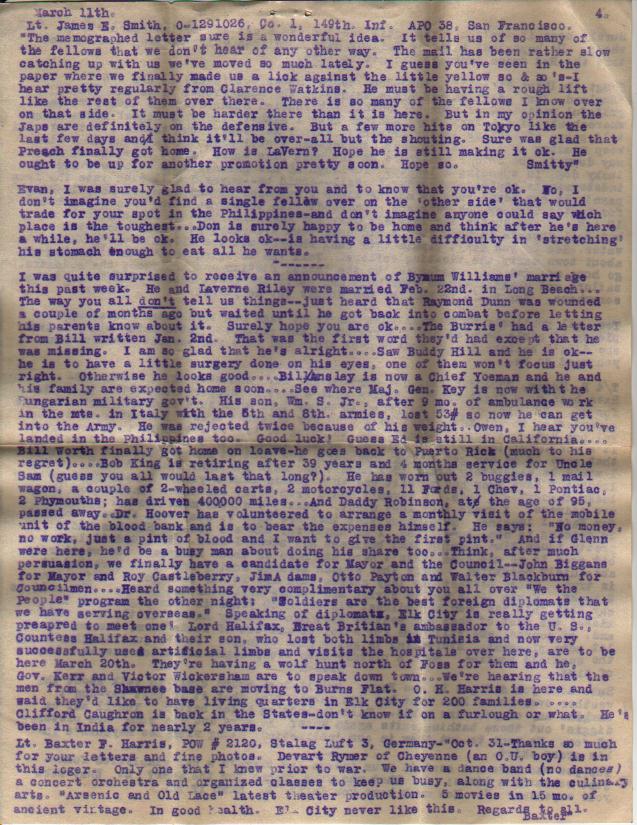 March 11th. 4.
Lt. James E. Smith, O-1291026, Co. 1, 149th. Inf. APO 38, San Francisco.
"The memographed letter sure is a wonderful idea. It tells us of so many of
the fellows that we don't hear of any other way. The mail has been rather slow
catching up with us we've moved so much lately. I guess you've seen in the
paper where we finally made us a lick against the little yellow so & so's-I
hear pretty regularly from Clarence Watkins. He must be having a rough lift
like the rest of them over there. There is so many of the fellows I know over
on that side. It must be harder there than it is here. But in my opinion the
Japs are definitely on the defensive. But a few more hits on Tokyo like the
last few days and I think it'll be over-all but the shouting. Sure was glad that
Preach finally got home. How is LaVern? Hope he is still making it ok. He
ought to be up for another promotion pretty soon. Hope so. Smitty"
Evan, I was surely glad to hear from you and to know that you're ok. No, I
don't imagine you'd find a single fellow over on the 'other side' that would
trade for your spot in the Philippines-and don't imagine anyone could say which
place is the toughest...Don is surely happy to be home and think after he's here
a while, he'll be ok. He looks ok--is having a little difficulty in 'stretching'
his stomach enough to eat all he wants.
-------
I was quite surprised to receive an announcement of Bynum Williams' marriage
this past week. He and Laverne Riley were married Feb. 22nd. in Long Beach...
The way you all don't tell us things--just heard that Raymond Dunn was wounded
a couple of months ago but waited until he got back into combat before letting
his parents know about it. Surely hope you are ok....The Burris' had a letter
from Bill written Jan. 2nd. That was the first word they'd had except that he
was missing. I am so glad that he's alright....Saw Buddy Hill and he is ok--
he is to have a little surgery done on his eyes, one of them won't focus just
right. Otherwise he looks good....Bill Ansley is now a Chief Yoeman and he and
his family are expected home soon...See where Maj. Gen. Key is now with the
Hungarian military gov't. His son, Wm. S. Jr., after 9 mo. of ambulance work
in the mts. in Italy with the 5th and 8th. armies, lost 53# so now he can get
into the Army. He was rejected twice because of his weight..Owen, I hear you've
landed in the Philippines too. Good luck! Guess Ed is still in California....
Bill Worth finally got home on leave-he goes back to Puerto Rico (much to his
regret)....Bob King is retiring after 39 years and 4 months service for Uncle
Sam (guess you all would last that long?). He has worn out 2 buggies, 1 mail
wagon, a couple of 2-wheeled carts, 2 motorcycles, 11 Fords, 1 Chev, 1 Pontiac,
2 Phymouths; has driven 400000 miles...And Daddy Robinson, at the age of 96,
passed away..Dr. Hoover has volunteered to arrange a monthly visit of the mobile
unit of the blood bank and is to bear the expenses himself. He says: "No money,
no work, just a pint of blood and I want to give the first pint." And if Glenn
were here, he'd be a busy man about doing his share too...Think, after much
persuasion, we finally have a candidate for Mayor and the Council--John Biggans
for Mayor and Roy Castleberry, Jim Adams, Otto Payton and Walter Blackburn for
Councilmen....Heard something very complimentary about you all over "We the
People" program the other night: "Soldiers are the best foreign diplomats that
we have serving overseas." Speaking of diplomats, Elk City is really getting
preapred to meet one! Lord Halifax, Great Britian's ambassador to the U. S.,
Countess Halifax and their son, who lost both limbs in Tunisia and now very
successfully uses artificial limbs and visits the hospitals over here, are to be
here March 20th. They're having a wolf hunt north of Foss for them and he,
Gov. Kerr and Victor Wickersham are to speak down town...We're hearing that the
men from the Shawnee base are moving to Burns Flat. O. H. Harris is here and
said they'd like to have living quarters in Elk City for 200 families. .....
Clifford Caughron is back in the States-don't know if on a furlough or what. He's
been in India for nearly 2 years. -----
Lt. Baxter F. Harris, POW # 2120, Stalag Luft 3, Germany-"Oct. 31-Thanks so much
for your letters and fine photos. Devart Rymer of Cheyenne (an O.U. boy) is in
this loger. Only one that I knew prior to war. We have a dance band (no dances)
a concert orchestra and organized classes to keep us busy, along with the culinary
arts. "Arsenic and Old Lace" latest theater production. 5 movies in 15 mo. of
ancient vintage. In good health. Elk City never like this. Regards to all.
Baxter